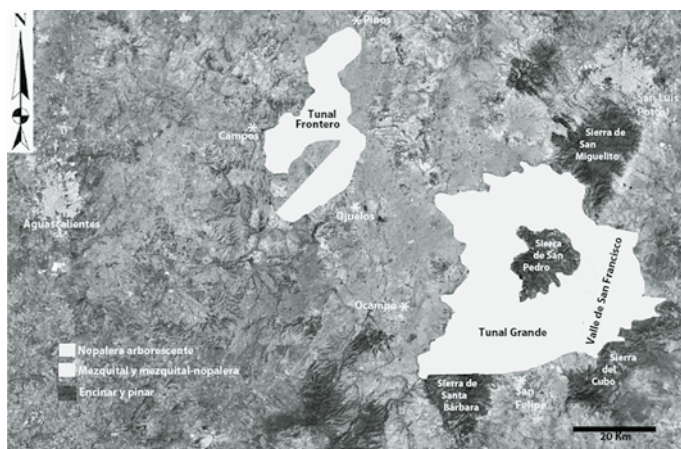 N
Pinos
Tunal
Frontero
Campos
San Luis
Potosí
Sierra de
San
Miguelito
Aguascalientes
Ojuelos
Sierra
de San
Pedro
Valle de San Francisco
Ocampo
Tunal Grande
Nopalera arborescente
Mezquital y mezquital-nopalera
Encinar y pinar
Sierra de
Santa
Bárbara
San
Felipe
Sierra
del
Cubo
20 Km